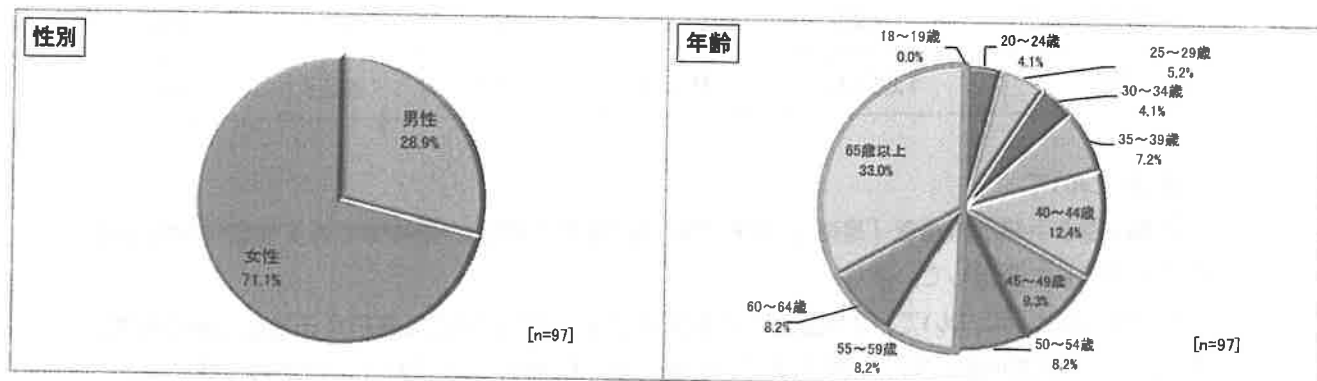 性別
男性
28.9%
女性
71.1%
[n=97]
年齢
18～19歳
0.0%
20～24歳
4.1%
25～29歳
5.2%
30～34歳
4.1%
35～39歳
7.2%
40～44歳
12.4%
45～49歳
9.3%
50～54歳
8.2%
55～59歳
8.2%
60～64歳
8.2%
65歳以上
33.0%
[n=97]